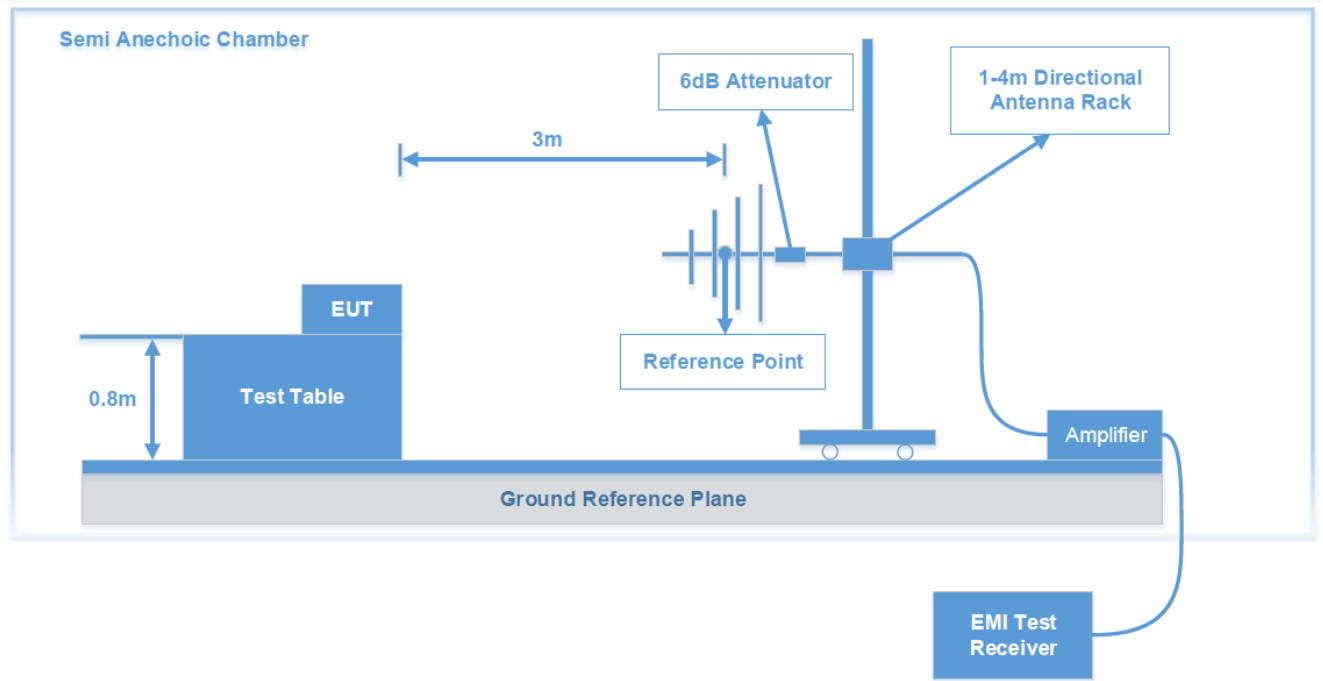 Semi Anechoic Chamber
6dB Attenuator
1-4m Directional
Antenna Rack
3m
EUT
Reference Point
0.8m
Test Table
Amplifier
Ground Reference Plane
EMI Test
Receiver